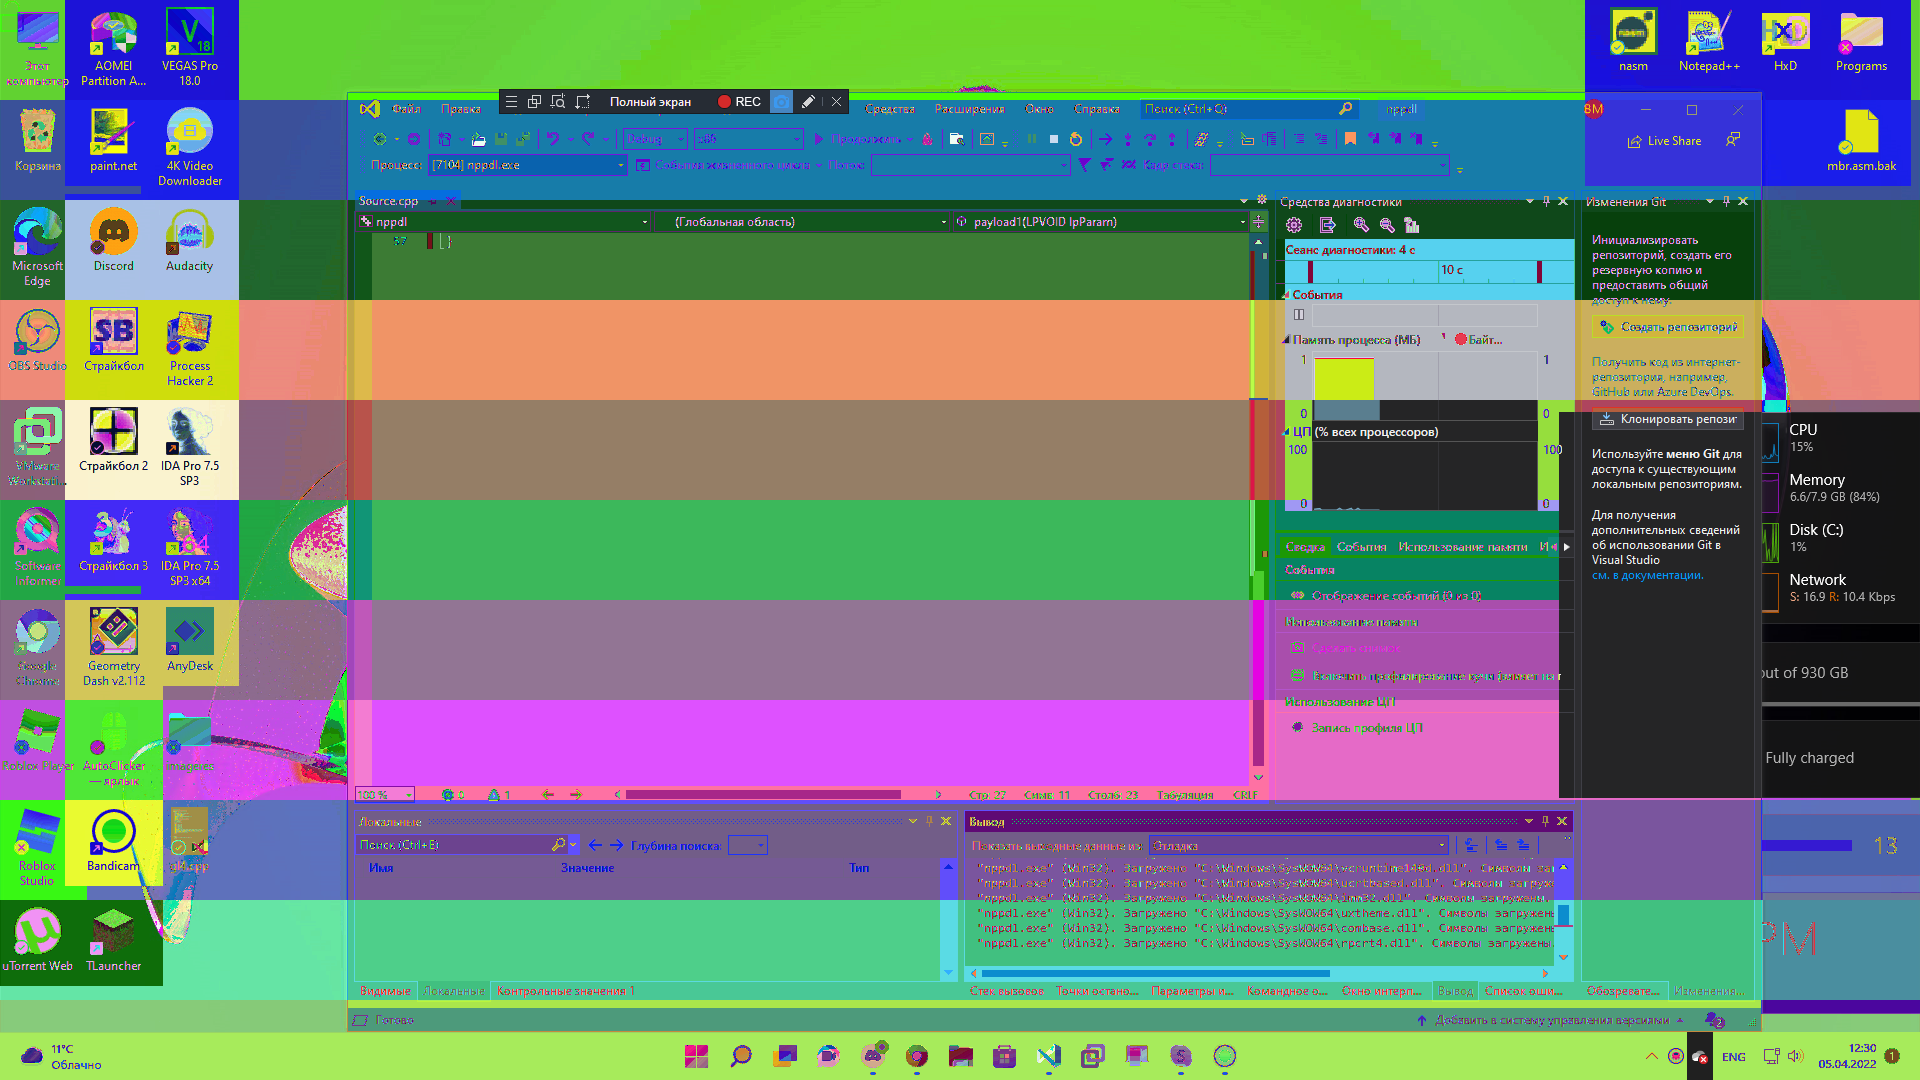 Этот компьютер
AOMEI Partition A...
VEGAS Pro 18.0
Корзина
paint.net
4K Video Downloader
Microsoft Edge
Discord
Audacity
OBS Studio
Страйкбол
Process Hacker 2
VMware Workstati...
Страйкбол 2
IDA Pro 7.5 SP3
Software Informer
Страйкбол 3
IDA Pro 7.5 SP3 x64
Google Chrome
Geometry Dash v2.112
AnyDesk
Roblox Player
AutoClicker — ярлык
Roblox Studio
Bandicam
uTorrent Web
TLauncher
nasm
Notepad++
HxD
Programs
mbr.asm.bak
Файл
Правка
Полный экран
REC
Средства
Расширения
Окно
Справка
Поиск (Ctrl+Q)
nppdl
BM
Debug
x86
Продолжить
Live Share
Процесс:
[7104] nppdl.exe
События жизненного цикла
Поток:
Кадр стека:
Source.cpp
nppdl
(Глобальная область)
payload1(LPVOID lpParam)
57
}
Средства диагностики
Сеанс диагностики: 4 с
10 с
События
Память процесса (МБ)
Байт...
1
1
0
0
ЦП (% всех процессоров)
100
100
0
0
Сводка
События
Использование памяти
События
Отображение событий (0 из 0)
Использование памяти
Использование ЦП
Запись профиля ЦП
Изменения Git
Инициализировать
репозиторий, создать его
резервную копию и
предоставить общий
доступ к нему.
Создать репозиторий
Получить код из интернет-
репозитория, например,
GitHub или Azure DevOps.
Клонировать репози
Используйте меню Git для
доступа к существующим
локальным репозиториям.
Для получения
дополнительных сведений
об использовании Git в
Visual Studio
см. в документации.
CPU
15%
Memory
6.6/7.9 GB (84%)
Disk (C:)
1%
Network
S: 16.9 R: 10.4 Kbps
out of 930 GB
Fully charged
13
PM
100 %
1
Стр: 27
Симв: 11
Столб: 23
Табуляция
CRLF
Локальные
Поиск (Ctrl+E)
Глубина поиска:
Имя
Значение
Тип
Видимые
Локальные
Контрольные значения 1
Вывод
Показать выходные данные из:
Отладка
"nppdl.exe" (Win32). Загружено "C:\Windows\SysWOW64\vcruntime140d.dll". Символы заг
"nppdl.exe" (Win32). Загружено "C:\Windows\SysWOW64\ucrtbased.dll". Символы загруж
"nppdl.exe" (Win32). Загружено "C:\Windows\SysWOW64\imm32.dll". Символы загружены.
"nppdl.exe" (Win32). Загружено "C:\Windows\SysWOW64\uxtheme.dll". Символы загружены
"nppdl.exe" (Win32). Загружено "C:\Windows\SysWOW64\combase.dll". Символы загружены
"nppdl.exe" (Win32). Загружено "C:\Windows\SysWOW64\rpcrt4.dll". Символы загружены.
Стек вызовов
Точки остано...
Параметры и...
Командное о...
Окно интерп...
Вывод
Список оши...
Обозревате...
Изменения...
Готово
Добавить в систему управления версиями
2
11°C
Облачно
ENG
12:30
05.04.2022
1